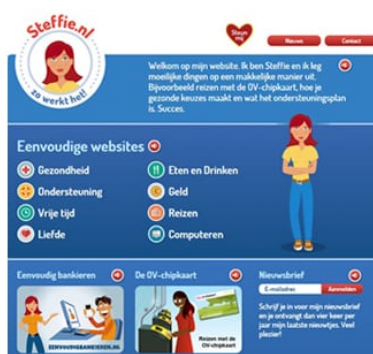 Steffie.nl
zo werkt het!
Steun
mij
Nieuws
Contact
Welkom op mijn website. Ik ben Steffie en ik leg
moeilijke dingen op een makkelijke manier uit.
Bijvoorbeeld reizen met de OV-chipkaart, hoe je
gezonde keuzes maakt en wat het ondersteuningsplan
is. Succes.
Eenvoudige websites
Gezondheid
Eten en Drinken
Ondersteuning
Geld
Vrije tijd
Reizen
Liefde
Computeren
Eenvoudig bankieren
De OV-chipkaart
Nieuwsbrief
E-mailadres
Aanmelden
Schrijf je in voor mijn nieuwsbrief
en je ontvangt dan vier keer per
jaar mijn laatste nieuwtjes. Veel
plezier!
EENVOUDIGBANKIEREN.NL
Reizen met de
OV-chipkaart